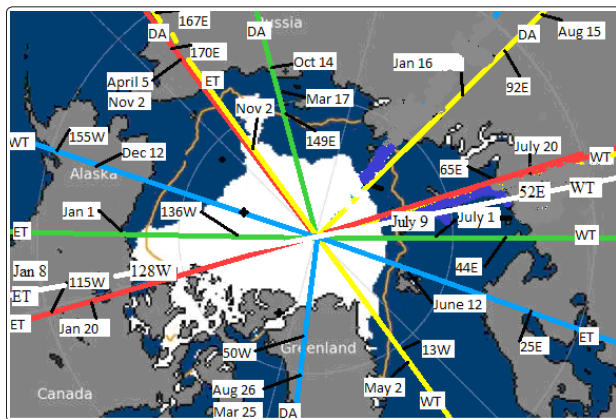 167E
ussia
DA
DA
Aug 15
170E
Oct 14
April 5
Nov 2
ET
Jan 16
92E
Mar 17
Nov 2
155W
149E
July 20
WT
Dec 12
WT
65E
Alaska
52E WT
Jan 1
136W
July 9
July 1
ET
WT
Jan 8
128W
44E
115W
ET
June 12
ET
Jan 20
ET
50W
Greenland
13W
25E
Aug 26
May 2
Canada
Mar 25
DA
WT